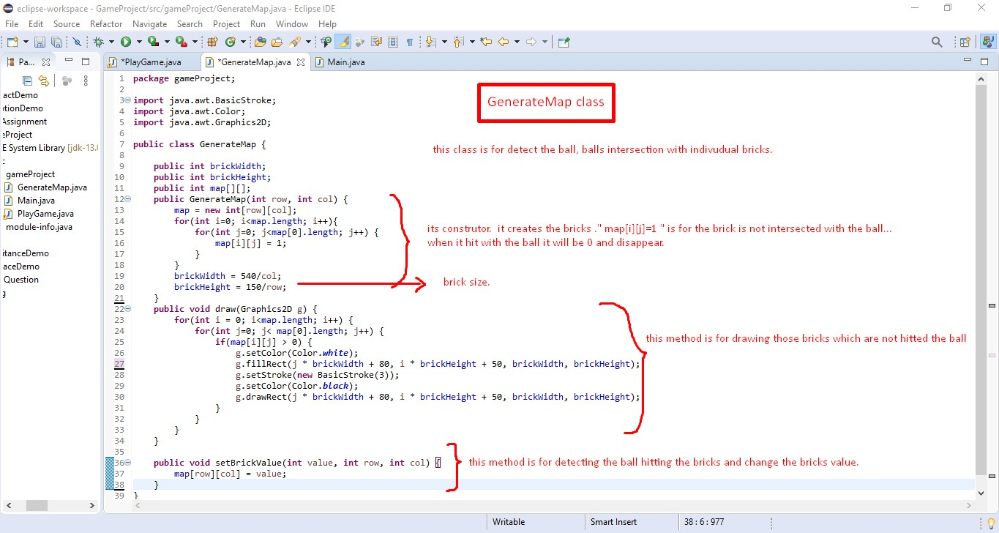 eclipse-workspace - GameProject/src/gameProject/GenerateMap.java - Eclipse IDE
File Edit Source Refactor Navigate Search Project Run Window Help
Pa...
*PlayGame.java
*GenerateMap.java
Main.java
actDemo
otionDemo
Assignment
eProject
E System Library [jdk-13.0
c
gameProject
GenerateMap.java
Main.java
PlayGame.java
module-info.java
itanceDemo
aceDemo
Question
g
1 package gameProject;
2
3 import java.awt.BasicStroke;
4 import java.awt.Color;
5 import java.awt.Graphics2D;
6
7 public class GenerateMap {
8
9 public int brickWidth;
10 public int brickHeight;
11 public int map[][];
12 public GenerateMap(int row, int col) {
13 map = new int[row][col];
14 for(int i=0; i<map.length; i++){
15 for(int j=0; j<map[0].length; j++) {
16 map[i][j] = 1;
17 }
18 }
19 brickWidth = 540/col;
20 brickHeight = 150/row;
21 }
22 public void draw(Graphics2D g) {
23 for(int i = 0; i<map.length; i++) {
24 for(int j=0; j< map[0].length; j++) {
25 if(map[i][j] > 0) {
26 g.setColor(Color.white);
27 g.fillRect(j * brickWidth + 80, i * brickHeight + 50, brickWidth, brickHeight);
28 g.setStroke(new BasicStroke(3));
29 g.setColor(Color.black);
30 g.drawRect(j * brickWidth + 80, i * brickHeight + 50, brickWidth, brickHeight);
31 }
32 }
33 }
34 }
35
36 public void setBrickValue(int value, int row, int col) {
37 map[row][col] = value;
38 }
39 }
GenerateMap class
this class is for detect the ball, balls intersection with indivudual bricks.
its construtor. it creates the bricks ." map[i][j]=1 " is for the brick is not intersected with the ball...
when it hit with the ball it will be 0 and disappear.
brick size.
this method is for drawing those bricks which are not hitted the ball
this method is for detecting the ball hitting the bricks and change the bricks value.
Writable
Smart Insert
38 : 6 : 977